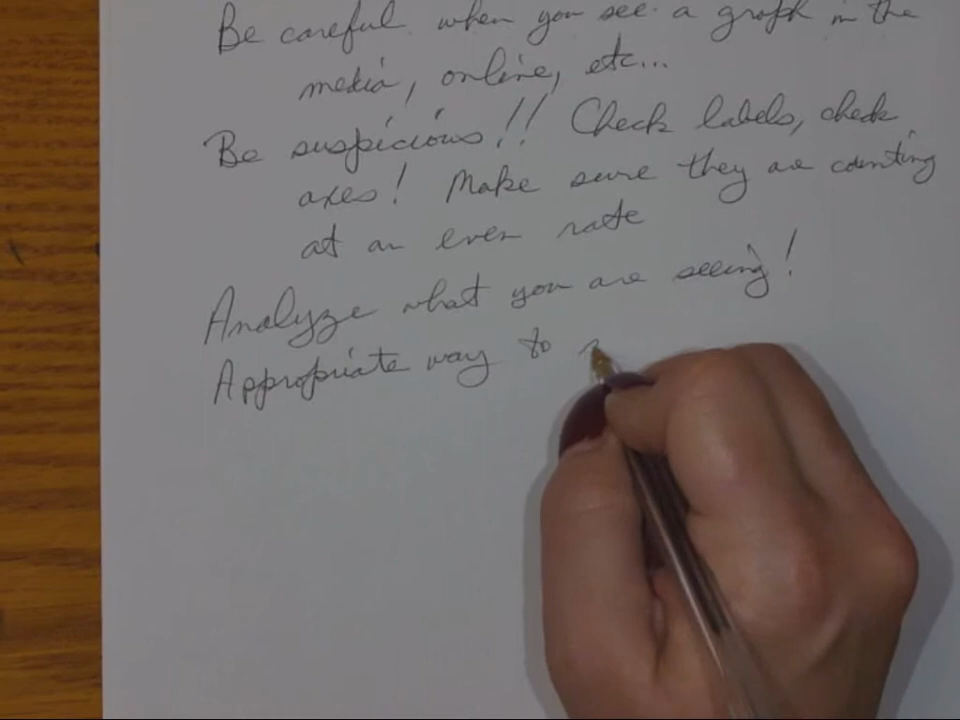 Be careful when you see a graph in the
media, online, etc...
Be suspicious!! Check labels, check
axes! Make sure they are counting
at an even rate
Analyze what you are seeing!
Appropriate way to